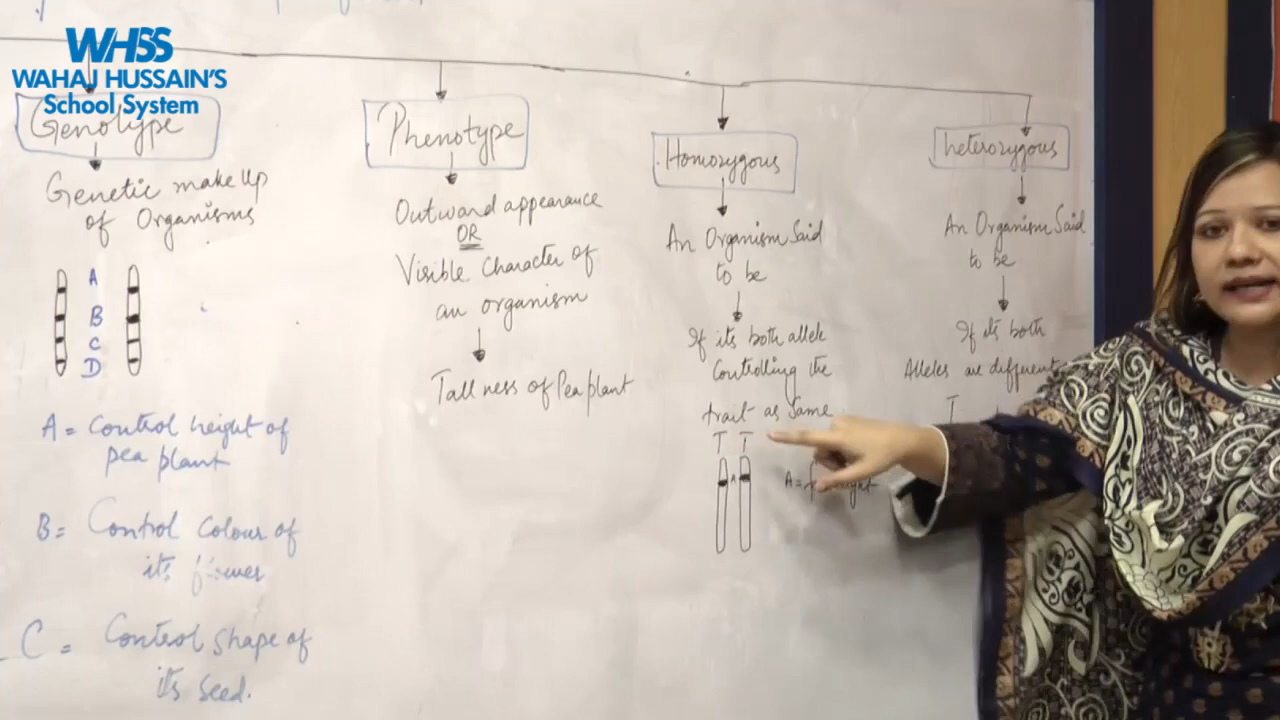 WHSS
WAHAJ HUSSAIN'S
School System
Genotype
Genetic make Up
of Organisms
A
B
C
D
A = Control height of
pea plant
B = Control Colour of
its flower
C = Control shape of
its Seed.
Phenotype
Outward appearance
OR
Visible Character of
an organism
Tallness of Pea plant
Homozygous
An Organism Said
to be
If its both allele
Controlling the
trait as Same
T T
A
A =
heterozygous
An Organism Said
to be
If its both
Alleles are different
T